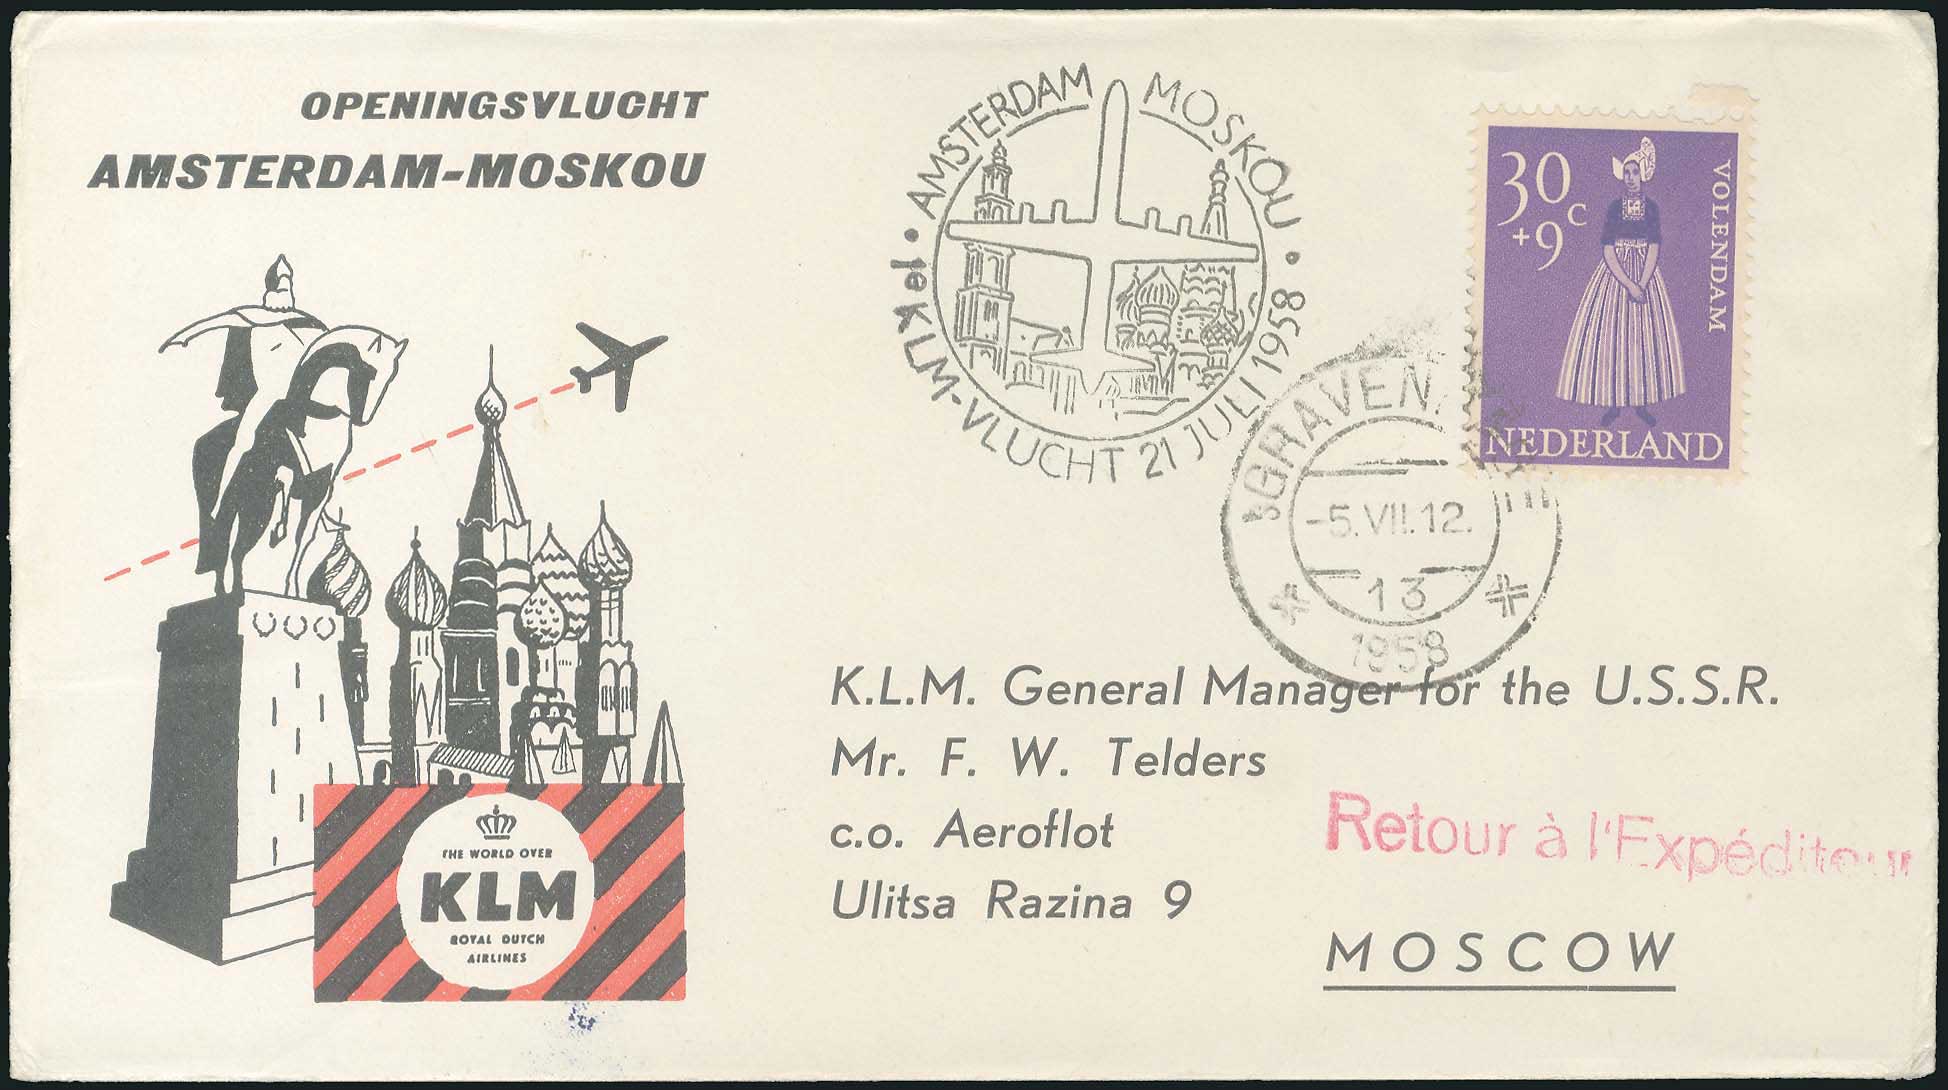 OPENINGSVLUCHT
AMSTERDAM-MOSKOU
AMSTERDAM MOSKOU
• 1e KLM-VLUCHT 21 JULI 1958 •
30c
+9
VOLENDAM
NEDERLAND
-5.VII.12.
13
1958
K.L.M. General Manager for the U.S.S.R.
Mr. F. W. Telders
c.o. Aeroflot
Ulitsa Razina 9
Retour à l'Expéditeur
MOSCOW
THE WORLD OVER
KLM
ROYAL DUTCH
AIRLINES